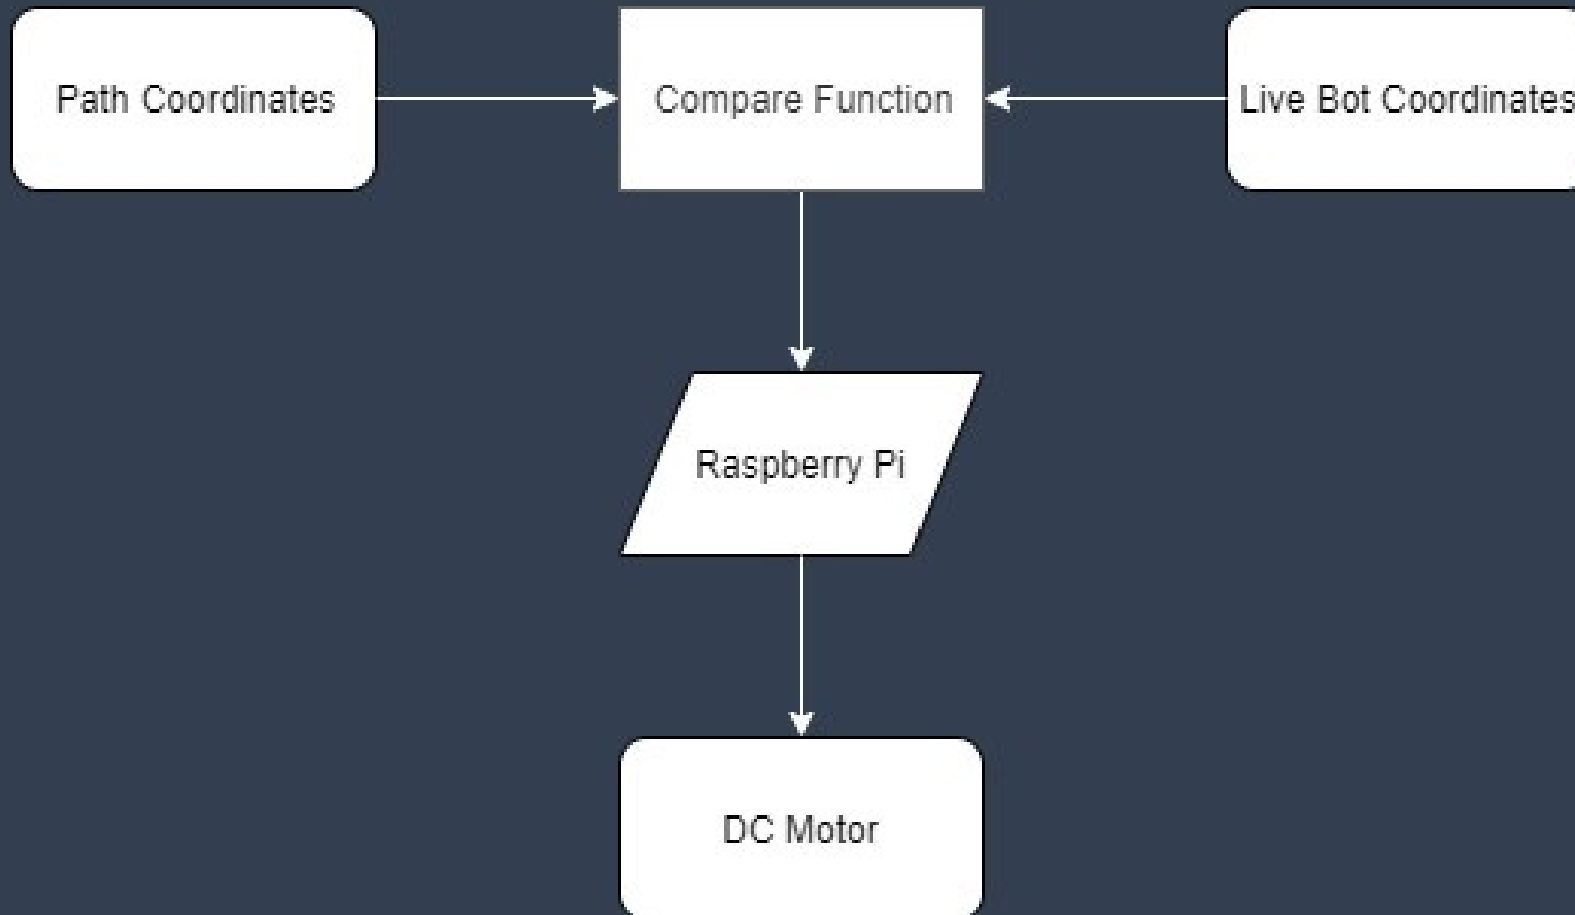 Path Coordinates
Compare Function
Live Bot Coordinates
Raspberry Pi
DC Motor